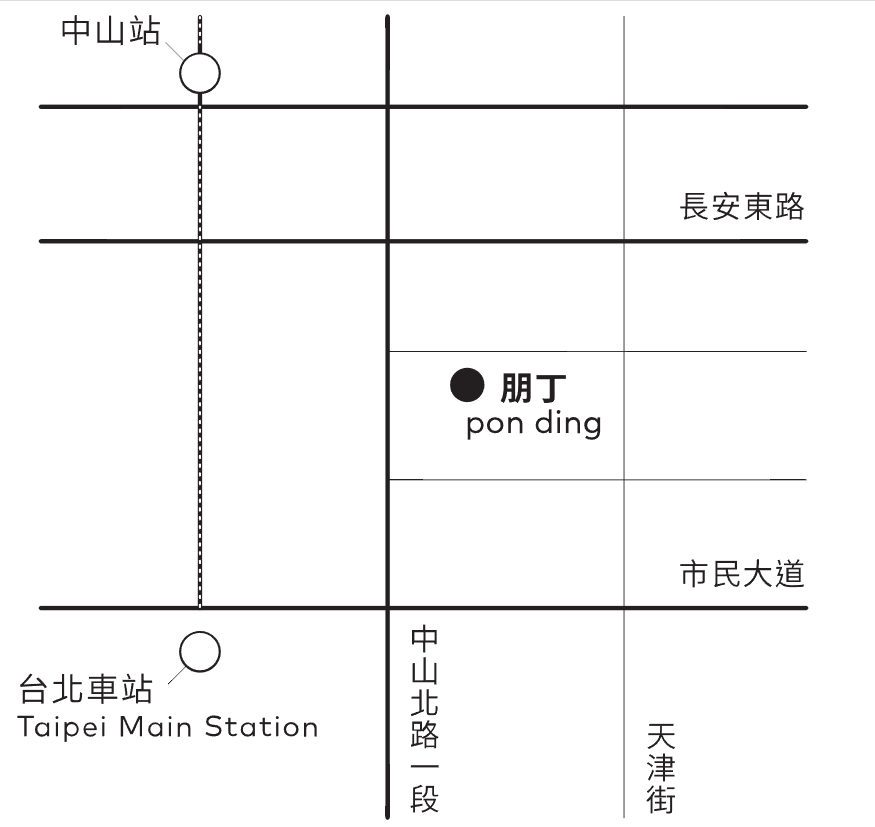 中山站
長安東路
朋丁
pon ding
市民大道
中山北路一段
台北車站
Taipei Main Station
天津街